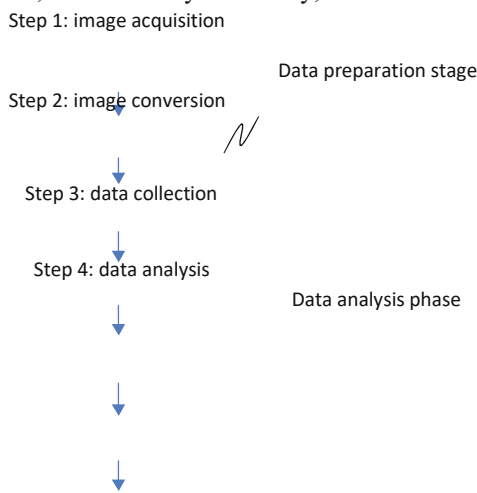 Step 1: image acquisition
Data preparation stage
Step 2: image conversion
Step 3: data collection
Step 4: data analysis
Data analysis phase